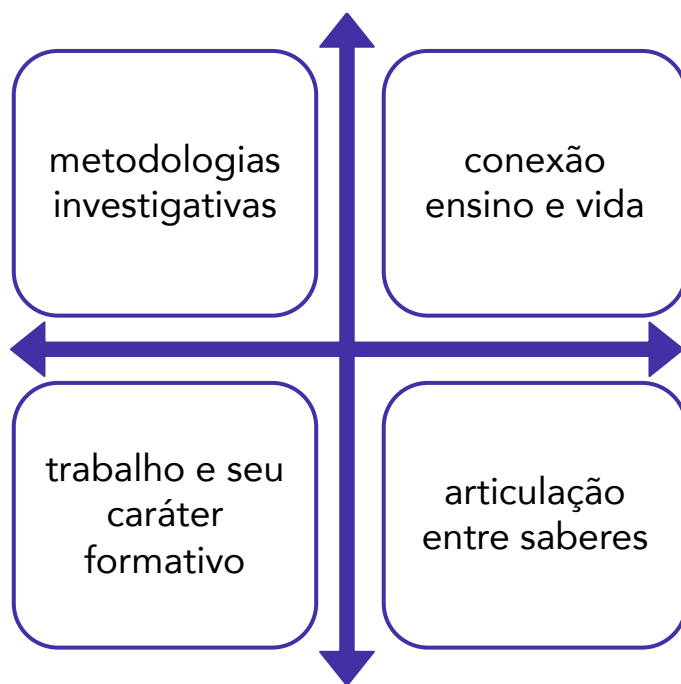 metodologias
investigativas
conexão
ensino e vida
trabalho e seu
caráter
formativo
articulação
entre saberes